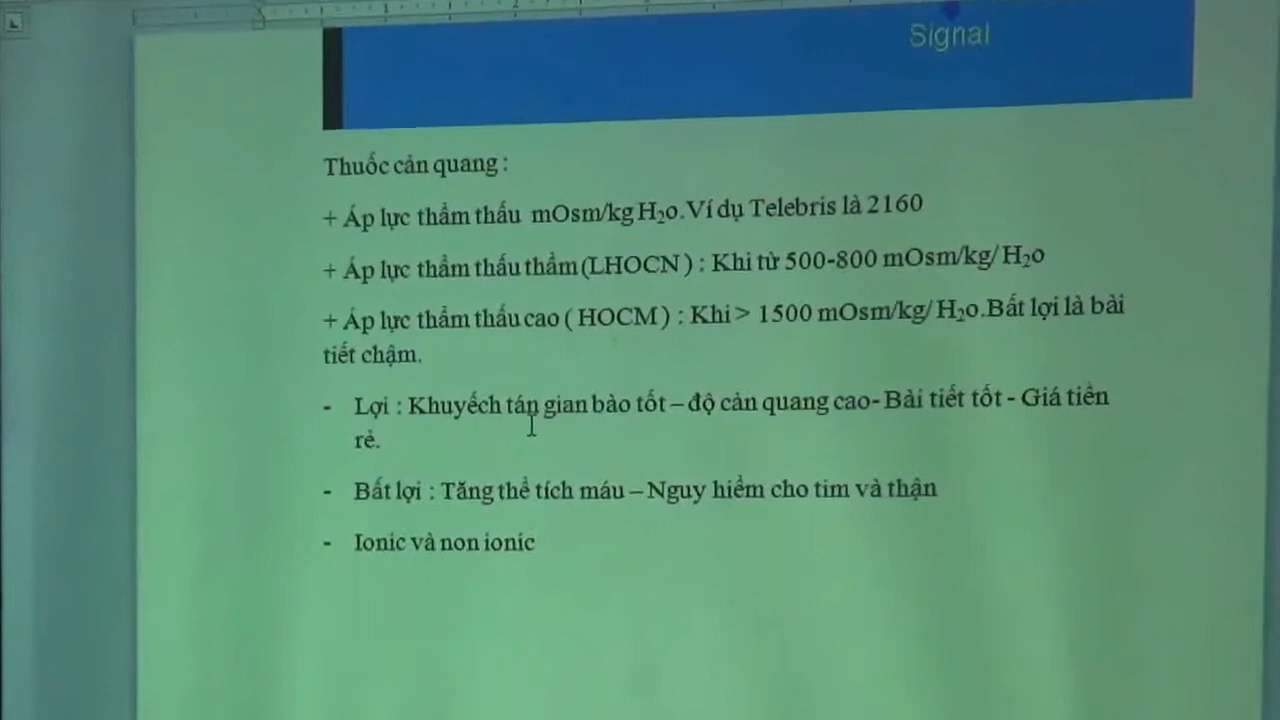 Signal
Thuốc cản quang :
+ Áp lực thẩm thấu mOsm/kg H₂o.Ví dụ Telebris là 2160
+ Áp lực thẩm thấu thẩm (LHOCN ) : Khi từ 500-800 mOsm/kg/ H₂o
+ Áp lực thẩm thấu cao ( HOCM ) : Khi > 1500 mOsm/kg/ H₂o.Bất lợi là bài
tiết chậm.
- Lợi : Khuyếch tán gian bào tốt – độ cản quang cao- Bài tiết tốt - Giá tiền
rẻ.
- Bất lợi : Tăng thể tích máu – Nguy hiểm cho tim và thận
- Ionic và non ionic